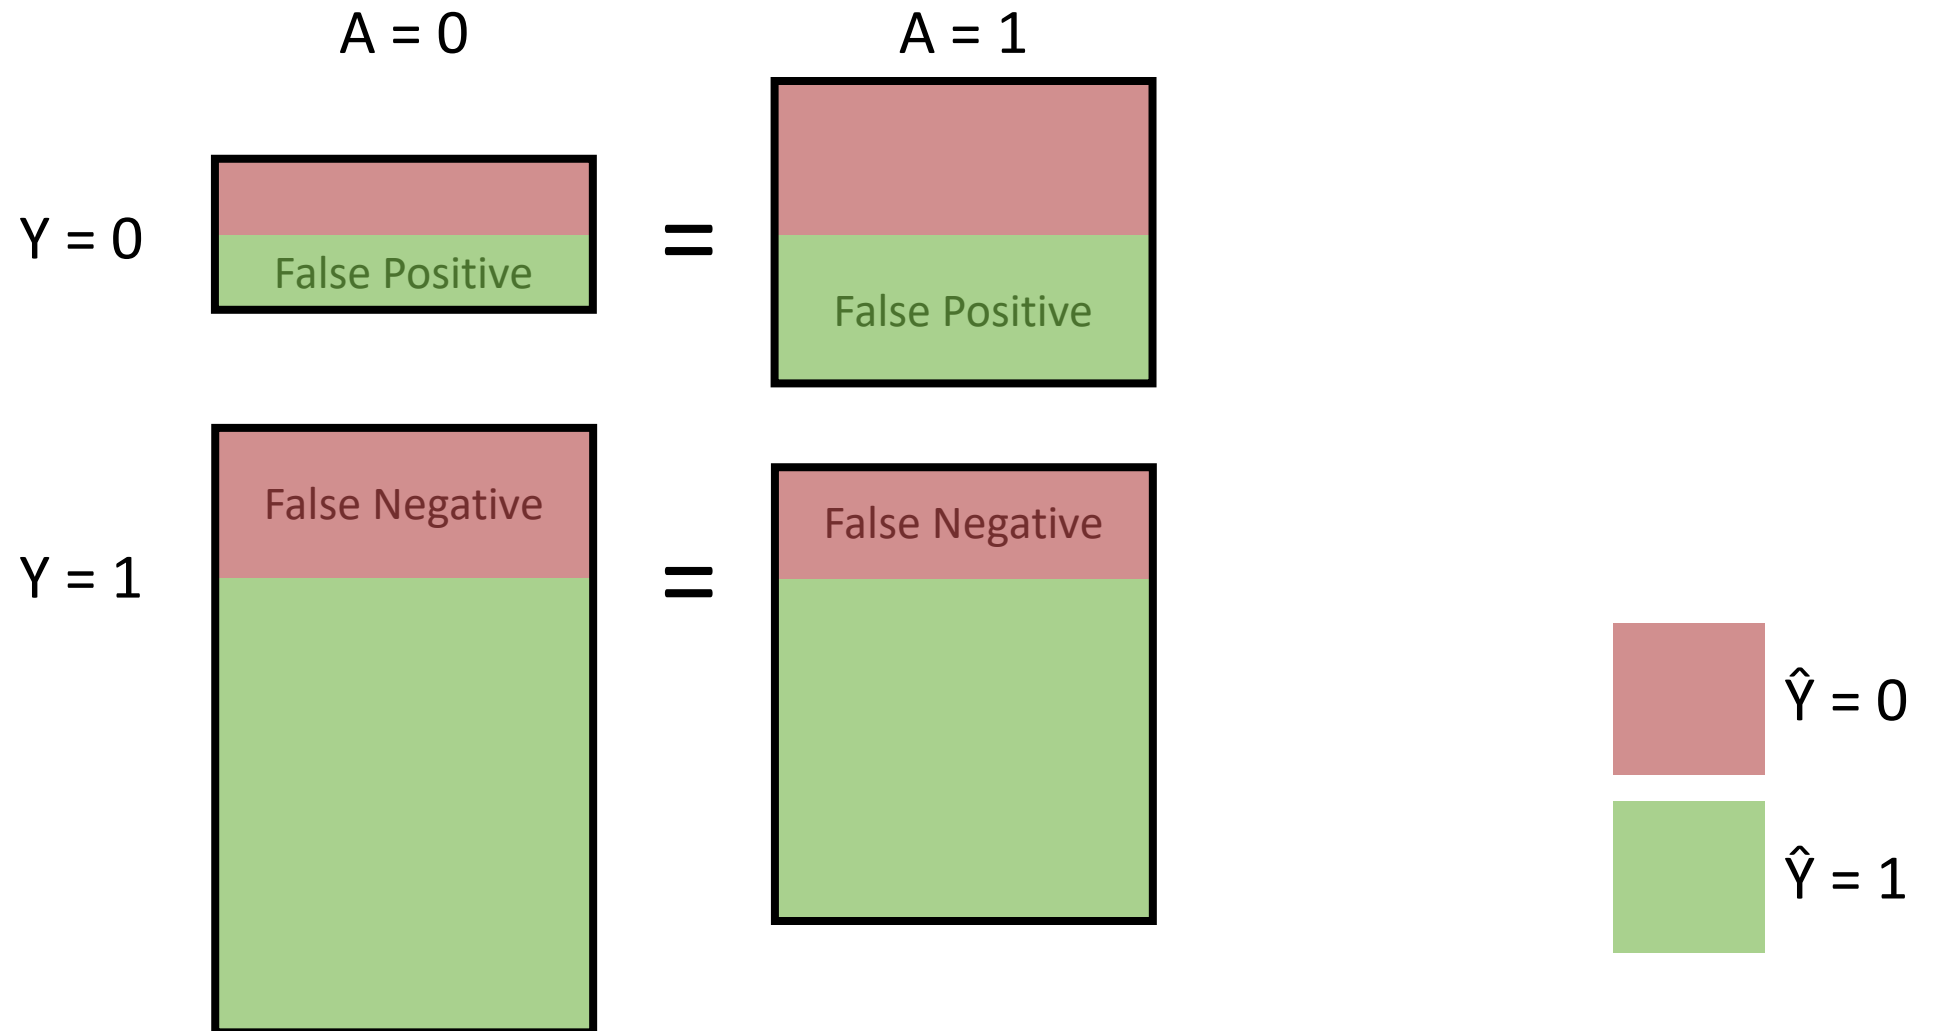 A = 0
A = 1
Y = 0
False Positive
=
False Positive
Y = 1
False Negative
=
False Negative
Ŷ = 0
Ŷ = 1